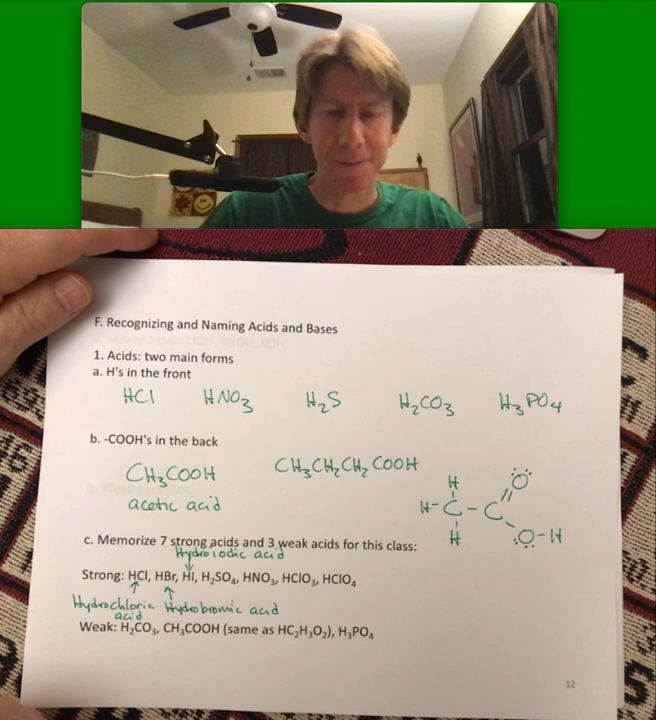 F. Recognizing and Naming Acids and Bases
1. Acids: two main forms
a. H's in the front
HCl HNO₃ H₂S H₂CO₃ H₃PO₄
b. -COOH's in the back
CH₃COOH CH₃CH₂CH₂COOH
acetic acid
H
H-C-C
O
H
O-H
c. Memorize 7 strong acids and 3 weak acids for this class:
Hydroiodic acid
Strong: HCl, HBr, HI, H₂SO₄, HNO₃, HClO₃, HClO₄
Hydrochloric acid Hydrobromic acid
Weak: H₂CO₃, CH₃COOH (same as HC₂H₃O₂), H₃PO₄
12